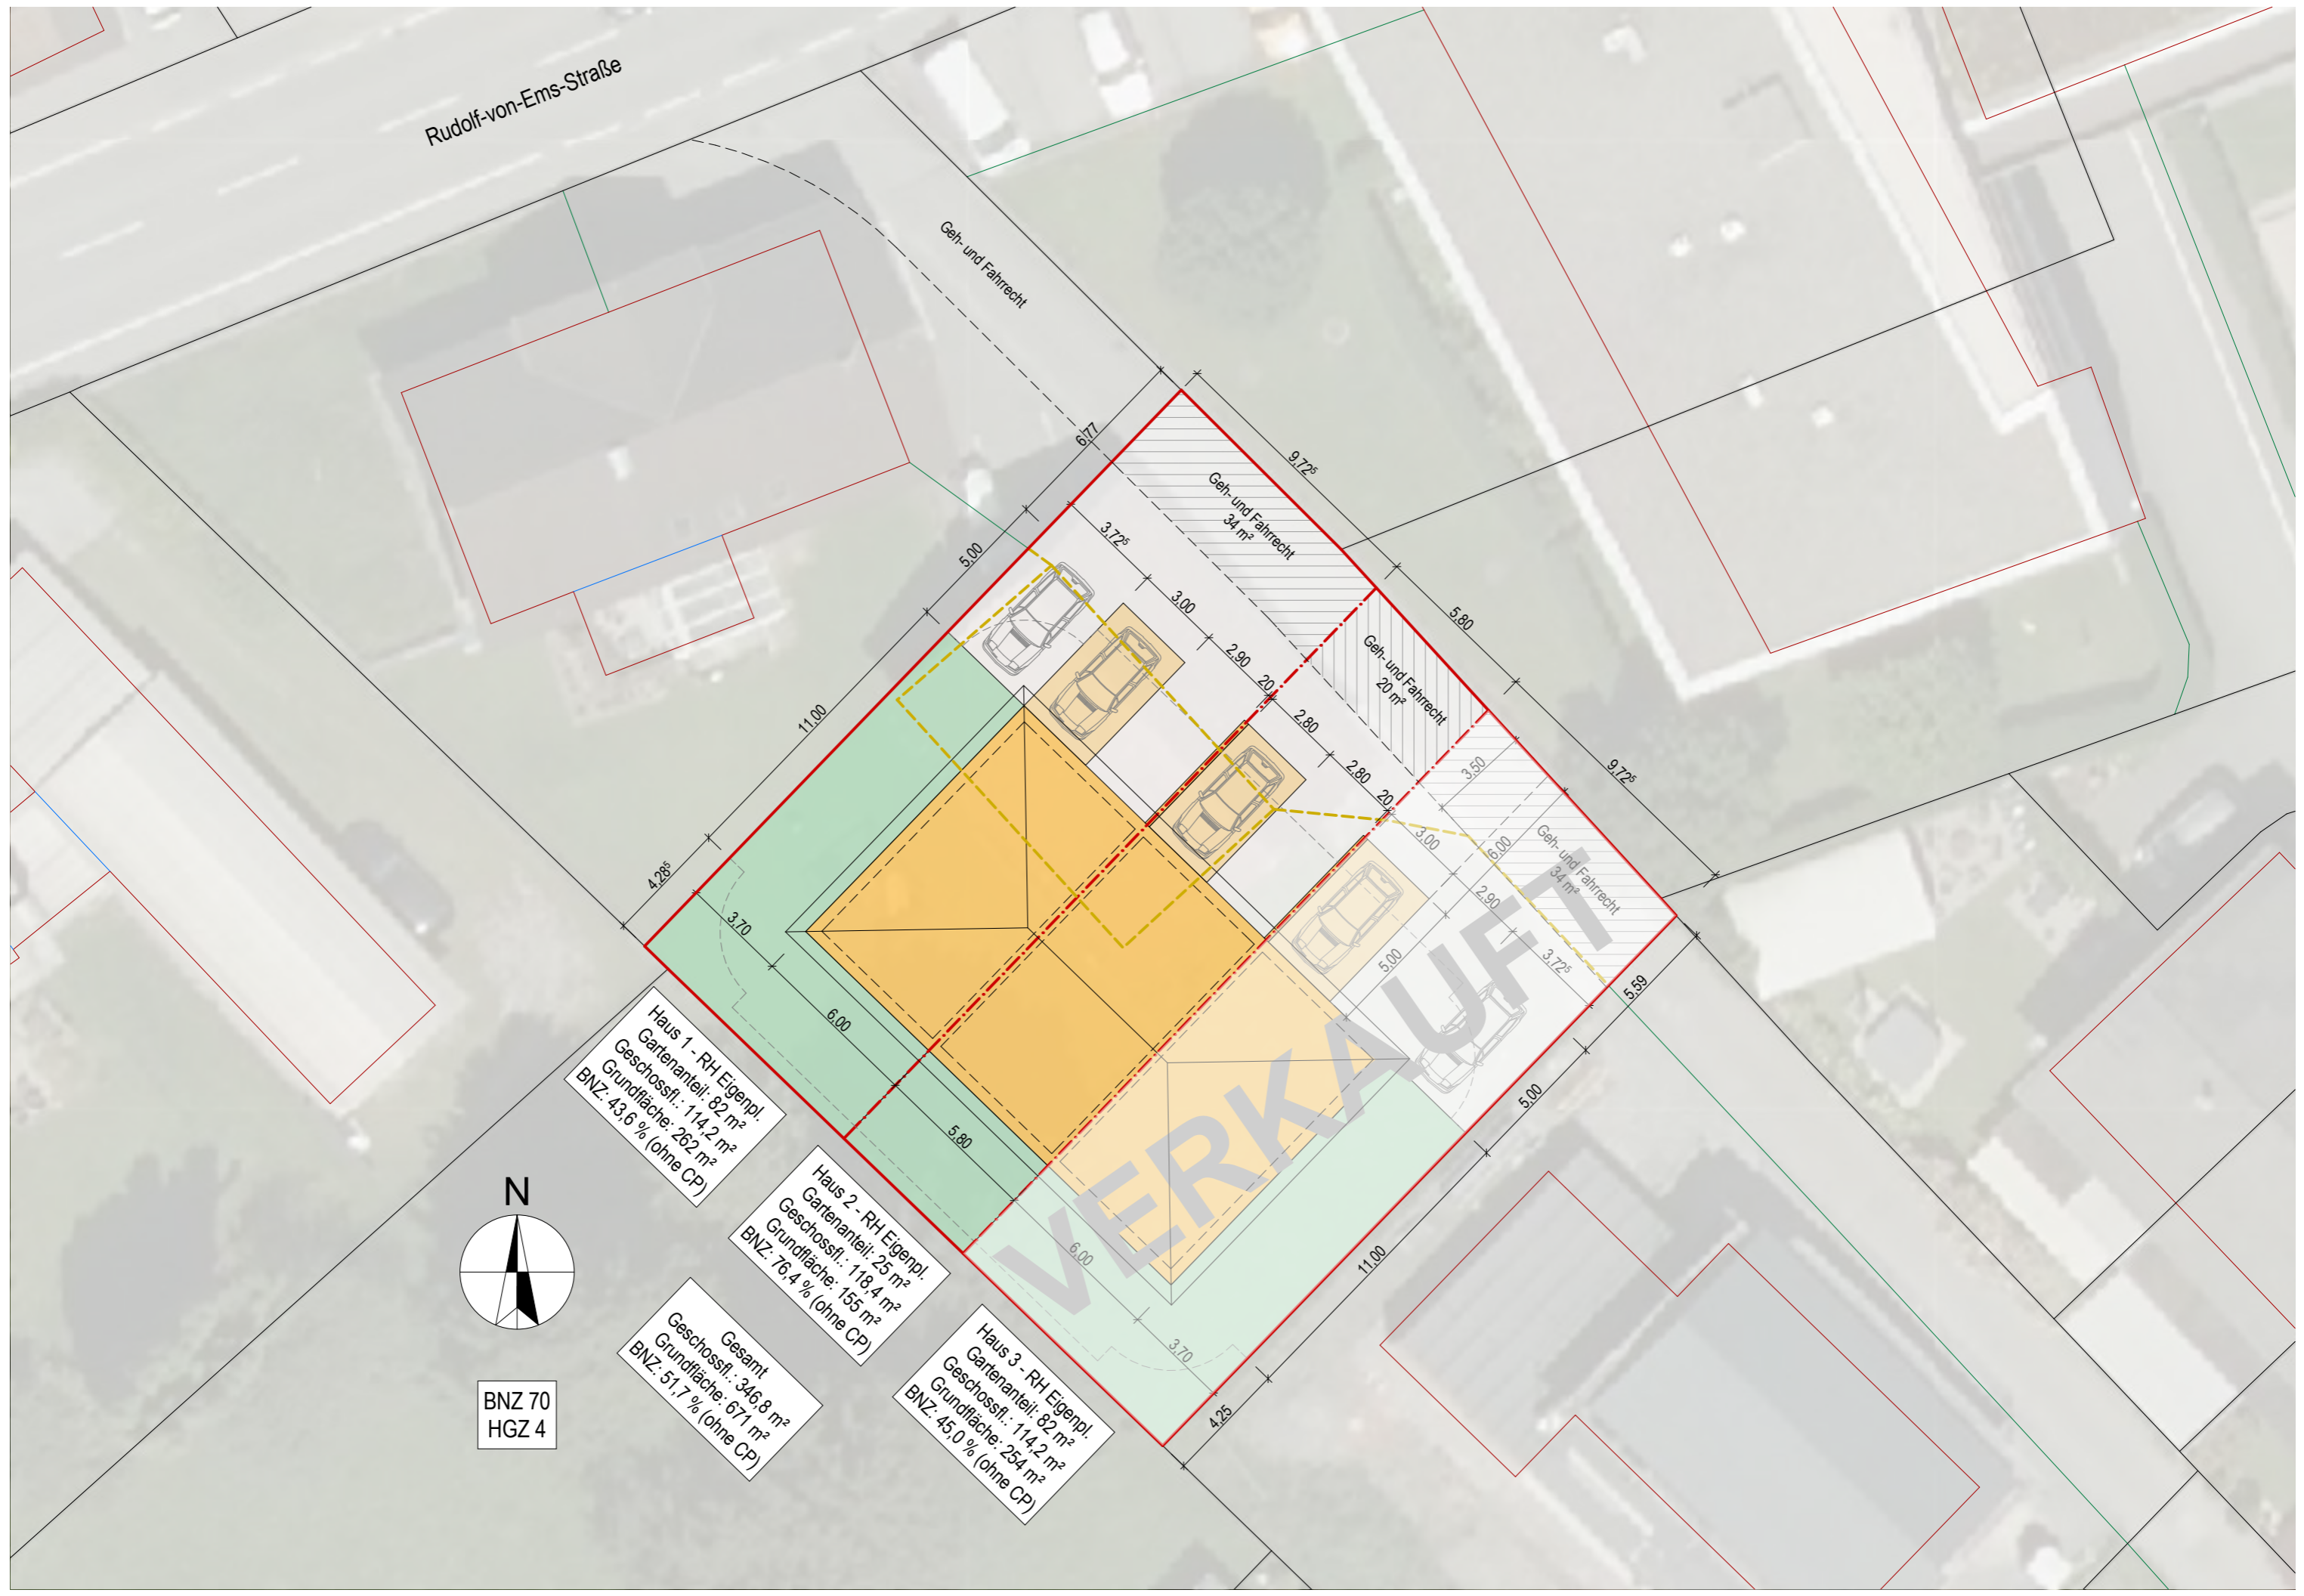 Rudolf-von-Ems-Straße
Geh- und Fahrrecht
6,77
9,72⁵
Geh- und Fahrrecht
34 m²
5,00
3,72⁵
3,00
2,90
20
5,80
Geh- und Fahrrecht
20 m²
2,80
2,80
20
11,00
9,72⁵
3,50
3,00
6,00
2,90
3,72⁵
Geh- und Fahrrecht
34 m²
5,00
4,28⁵
3,70
6,00
5,80
6,00
3,70
5,59
5,00
11,00
4,25
VERKAUFT
Haus 1 - RH Eigenpl.
Gartenanteil: 82 m²
Geschossfl.: 114,2 m²
Grundfläche: 262 m²
BNZ: 43,6 % (ohne CP)
Haus 2 - RH Eigenpl.
Gartenanteil: 25 m²
Geschossfl.: 118,4 m²
Grundfläche: 155 m²
BNZ: 76,4 % (ohne CP)
Haus 3 - RH Eigenpl.
Gartenanteil: 82 m²
Geschossfl.: 114,2 m²
Grundfläche: 254 m²
BNZ: 45,0 % (ohne CP)
Gesamt
Geschossfl.: 346,8 m²
Grundfläche: 671 m²
BNZ: 51,7 % (ohne CP)
N
BNZ 70
HGZ 4